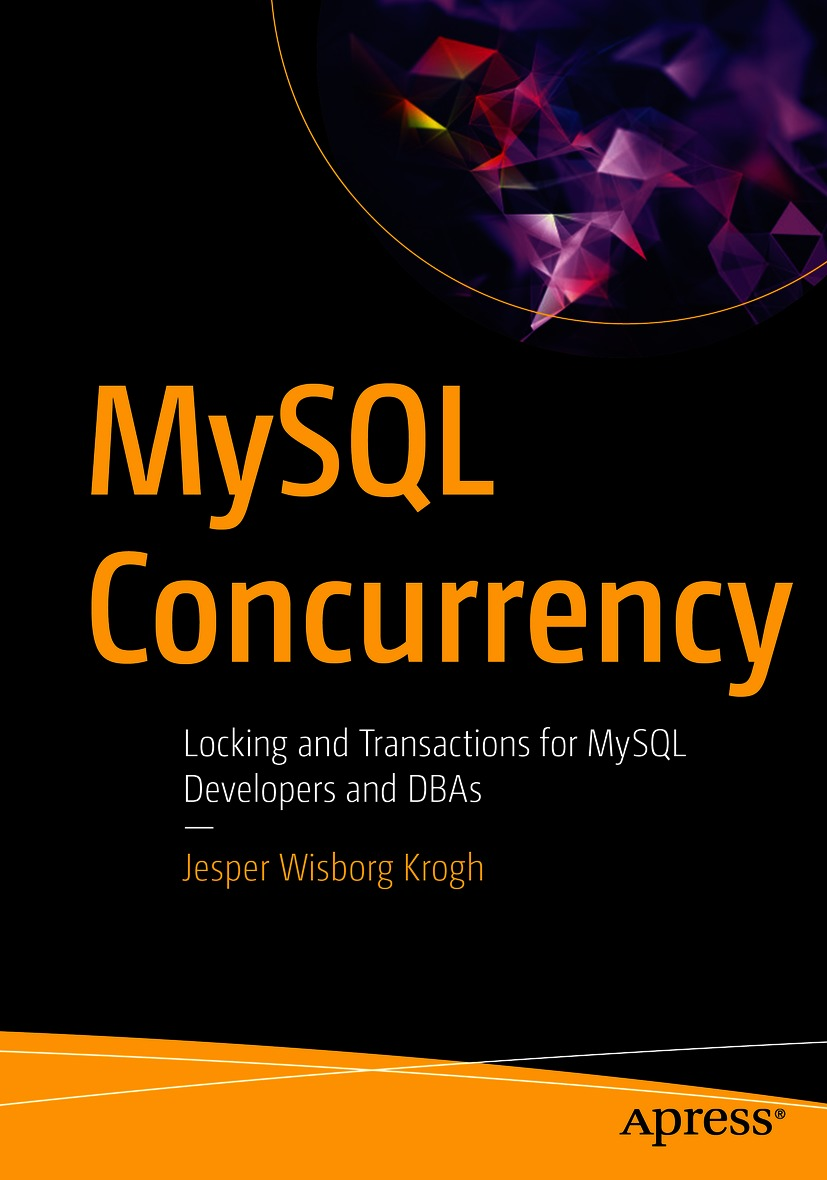 MySQL
Concurrency
Locking and Transactions for MySQL
Developers and DBAs
—
Jesper Wisborg Krogh
Apress®